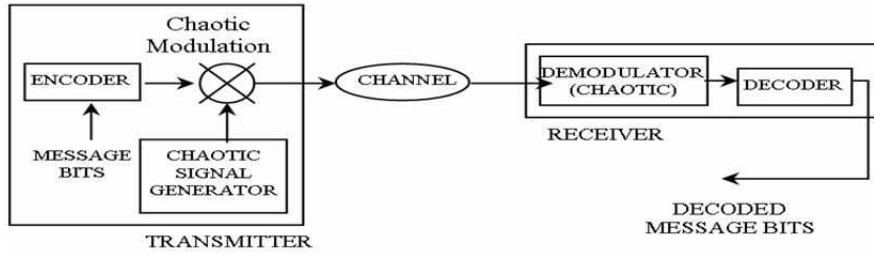 Chaotic
Modulation
ENCODER
CHANNEL
DEMODULATOR
(CHAOTIC)
DECODER
RECEIVER
MESSAGE
BITS
CHAOTIC
SIGNAL
GENERATOR
DECODED
MESSAGE BITS
TRANSMITTER